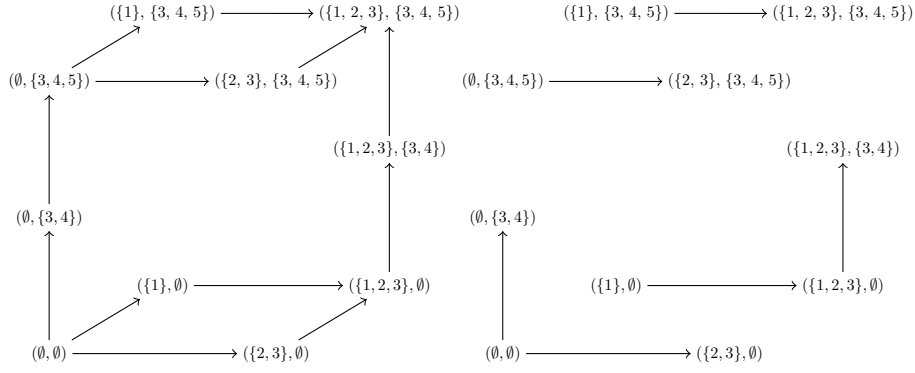 ({1}, {3, 4, 5}) ({1, 2, 3}, {3, 4, 5}) ({1}, {3, 4, 5}) ({1, 2, 3}, {3, 4, 5})
(∅, {3, 4, 5}) ({2, 3}, {3, 4, 5}) (∅, {3, 4, 5}) ({2, 3}, {3, 4, 5})
({1, 2, 3}, {3, 4}) ({1, 2, 3}, {3, 4})
(∅, {3, 4}) (∅, {3, 4})
({1}, ∅) ({1, 2, 3}, ∅) ({1}, ∅) ({1, 2, 3}, ∅)
(∅, ∅) ({2, 3}, ∅) (∅, ∅) ({2, 3}, ∅)